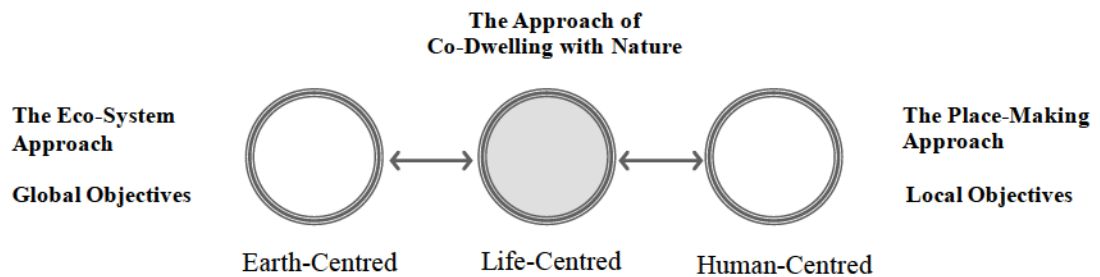 The Approach of
Co-Dwelling with Nature
The Eco-System
Approach
Global Objectives
The Place-Making
Approach
Local Objectives
Earth-Centred
Life-Centred
Human-Centred